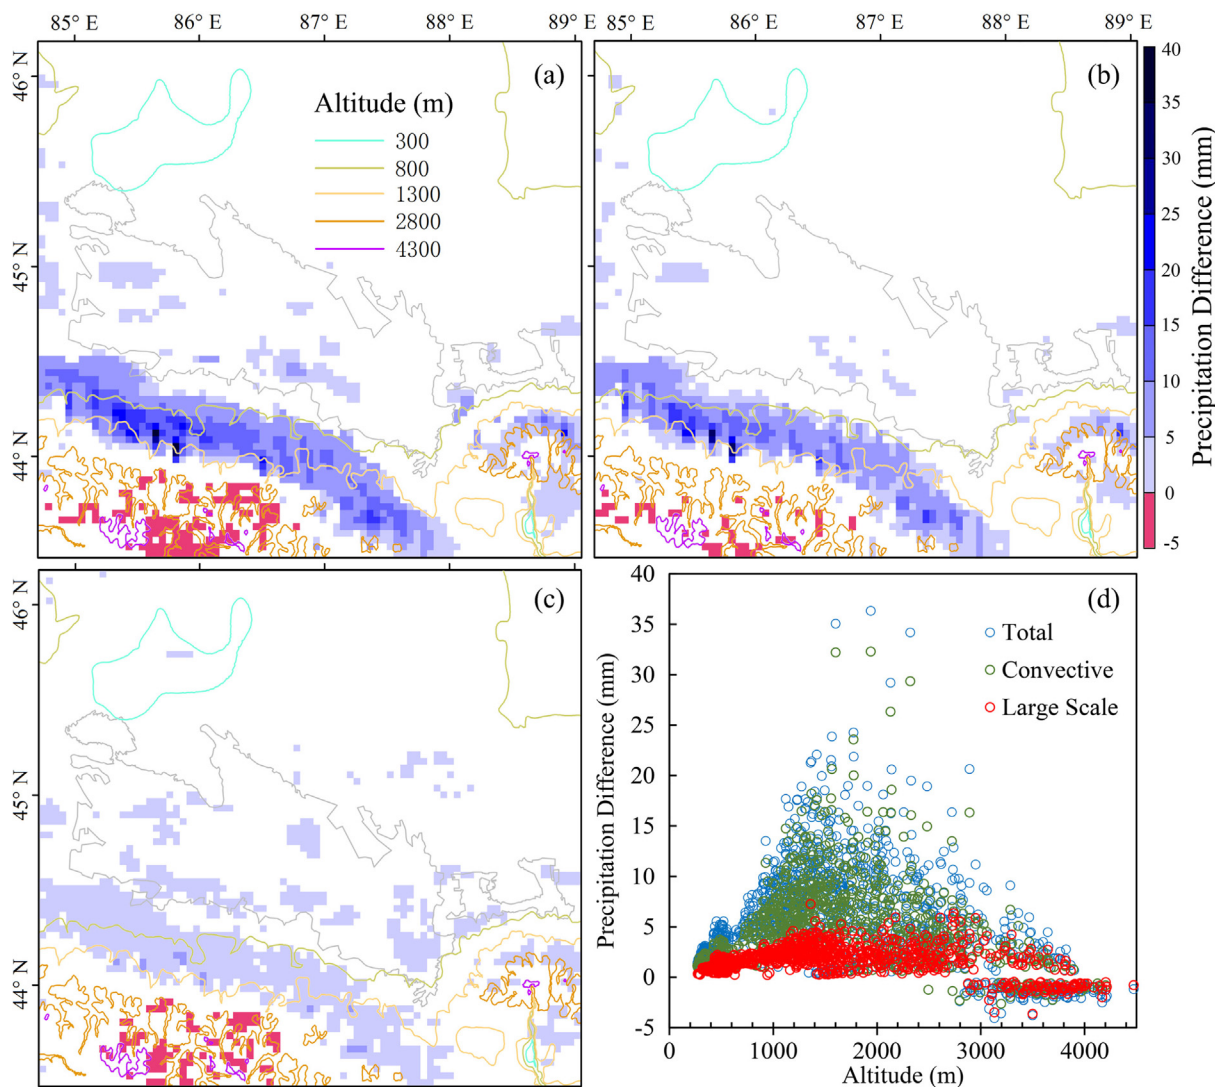 85° E 86° E 87° E 88° E 89° E 85° E 86° E 87° E 88° E 89° E
46° N
45° N
44° N
(a)
Altitude (m)
300
800
1300
2800
4300
(b)
40
35
30
25
20
15
10
5
0
-5
Precipitation Difference (mm)
46° N
45° N
44° N
(c)
(d)
40
35
30
25
20
15
10
5
0
-5
Precipitation Difference (mm)
Total
Convective
Large Scale
0 1000 2000 3000 4000
Altitude (m)